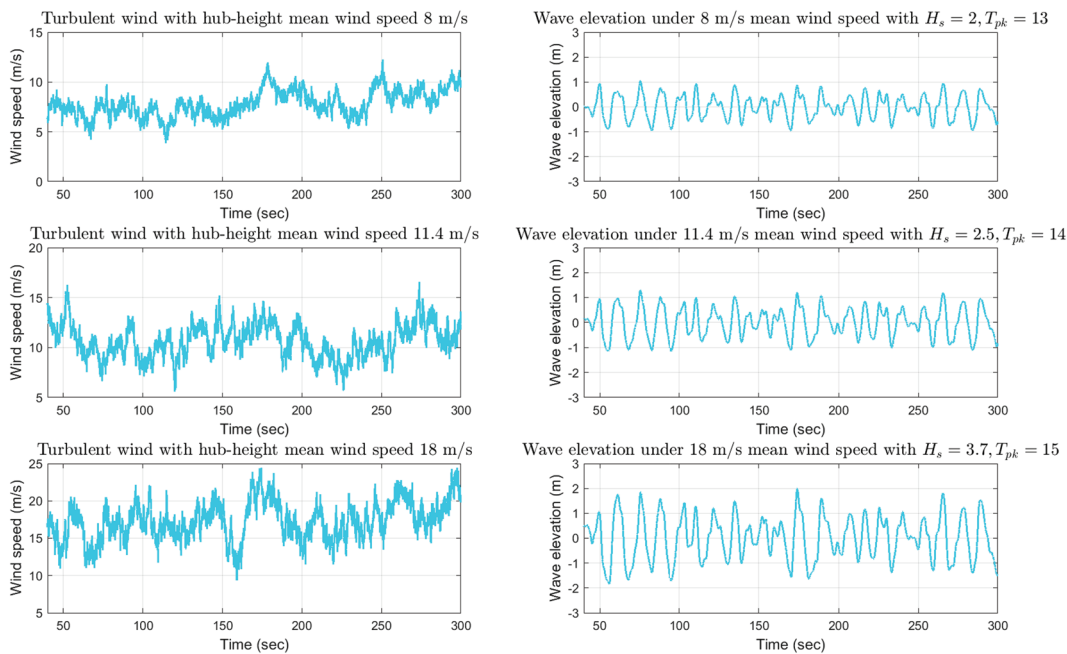 Turbulent wind with hub-height mean wind speed 8 m/s
15
10
5
0
Wind speed (m/s)
50 100 150 200 250 300
Time (sec)
Wave elevation under 8 m/s mean wind speed with Hₛ = 2, Tₚₖ = 13
3
2
1
0
-1
-2
-3
Wave elevation (m)
50 100 150 200 250 300
Time (sec)
Turbulent wind with hub-height mean wind speed 11.4 m/s
20
15
10
5
Wind speed (m/s)
50 100 150 200 250 300
Time (sec)
Wave elevation under 11.4 m/s mean wind speed with Hₛ = 2.5, Tₚₖ = 14
3
2
1
0
-1
-2
-3
Wave elevation (m)
50 100 150 200 250 300
Time (sec)
Turbulent wind with hub-height mean wind speed 18 m/s
25
20
15
10
5
Wind speed (m/s)
50 100 150 200 250 300
Time (sec)
Wave elevation under 18 m/s mean wind speed with Hₛ = 3.7, Tₚₖ = 15
3
2
1
0
-1
-2
-3
Wave elevation (m)
50 100 150 200 250 300
Time (sec)